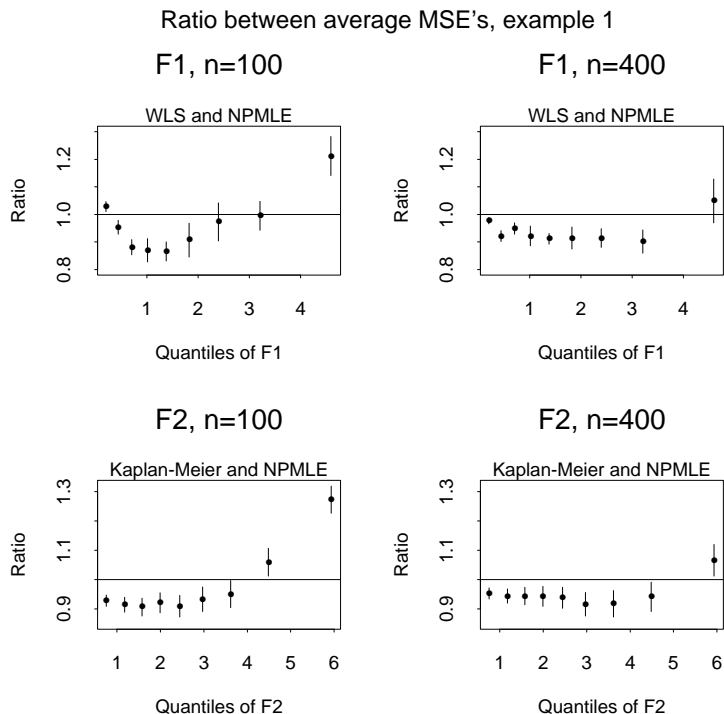 Ratio between average MSE's, example 1
F1, n=100
WLS and NPMLE
Ratio
0.8 1.0 1.2
1 2 3 4
Quantiles of F1
F1, n=400
WLS and NPMLE
Ratio
0.8 1.0 1.2
1 2 3 4
Quantiles of F1
F2, n=100
Kaplan-Meier and NPMLE
Ratio
0.9 1.1 1.3
1 2 3 4 5 6
Quantiles of F2
F2, n=400
Kaplan-Meier and NPMLE
Ratio
0.9 1.1 1.3
1 2 3 4 5 6
Quantiles of F2